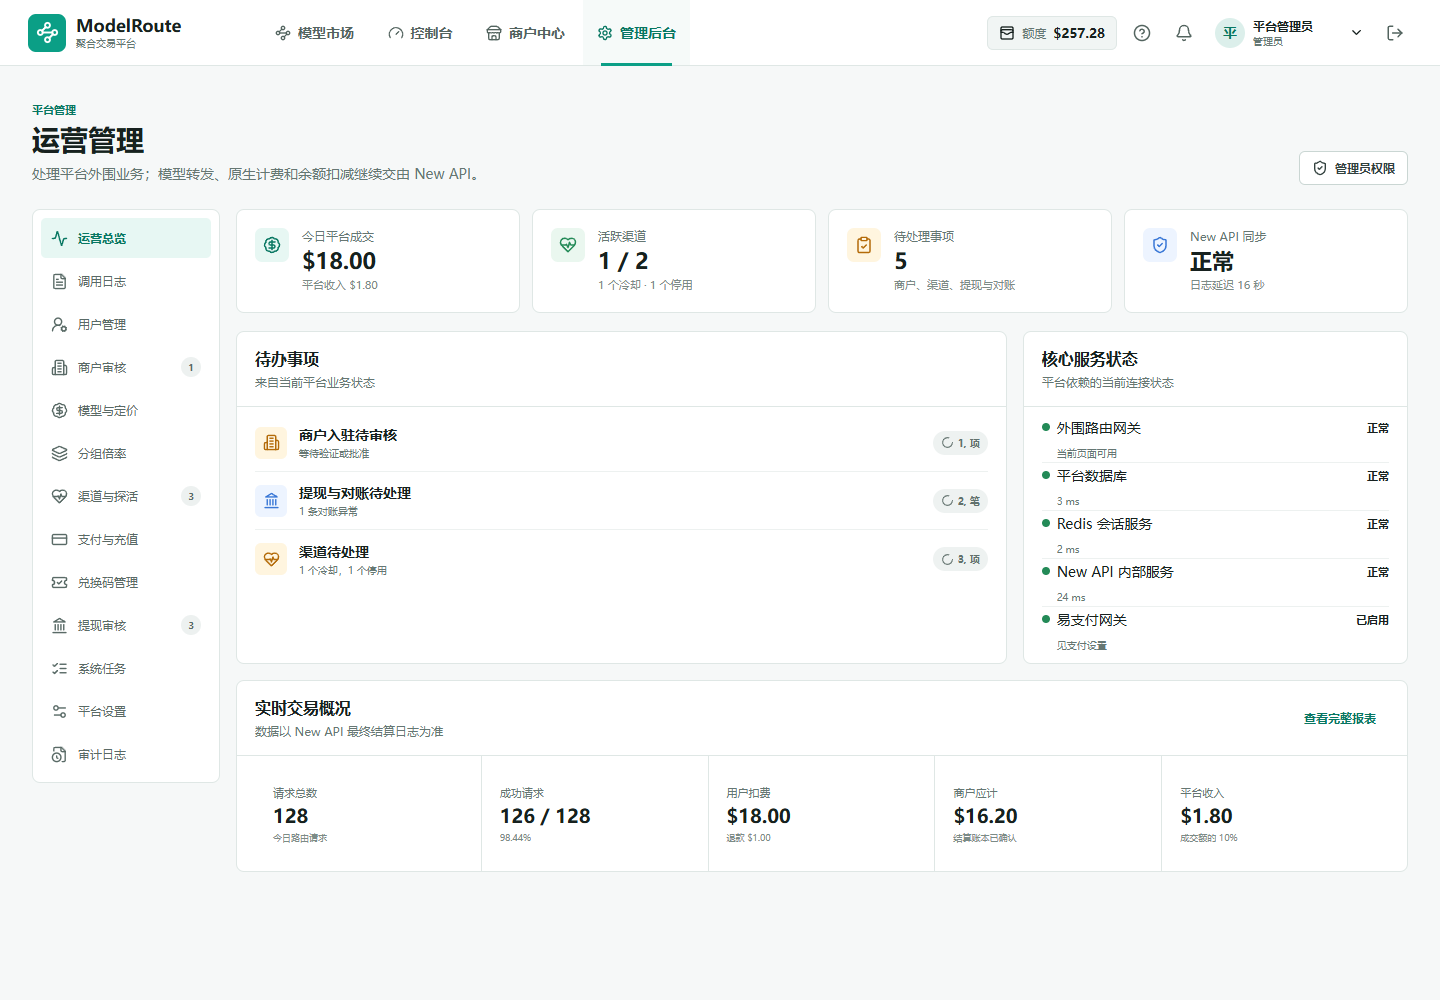 ModelRoute
聚合交易平台
模型市场
控制台
商户中心
管理后台
额度 $257.28
平
平台管理员
管理员
平台管理
运营管理
处理平台外围业务；模型转发、原生计费和余额扣减继续交由 New API。
管理员权限
运营总览
调用日志
用户管理
商户审核 1
模型与定价
分组倍率
渠道与探活 3
支付与充值
兑换码管理
提现审核 3
系统任务
平台设置
审计日志
今日平台成交
$18.00
平台收入 $1.80
活跃渠道
1 / 2
1 个冷却 · 1 个停用
待处理事项
5
商户、渠道、提现与对账
New API 同步
正常
日志延迟 16 秒
待办事项
来自当前平台业务状态
商户入驻待审核
等待验证或批准
1, 项
提现与对账待处理
1 条对账异常
2, 笔
渠道待处理
1 个冷却，1 个停用
3, 项
核心服务状态
平台依赖的当前连接状态
外围路由网关 正常
当前页面可用
平台数据库 正常
3 ms
Redis 会话服务 正常
2 ms
New API 内部服务 正常
24 ms
易支付网关 已启用
见支付设置
实时交易概况
数据以 New API 最终结算日志为准
查看完整报表
请求总数
128
今日路由请求
成功请求
126 / 128
98.44%
用户扣费
$18.00
退款 $1.00
商户应计
$16.20
结算账本已确认
平台收入
$1.80
成交额的 10%